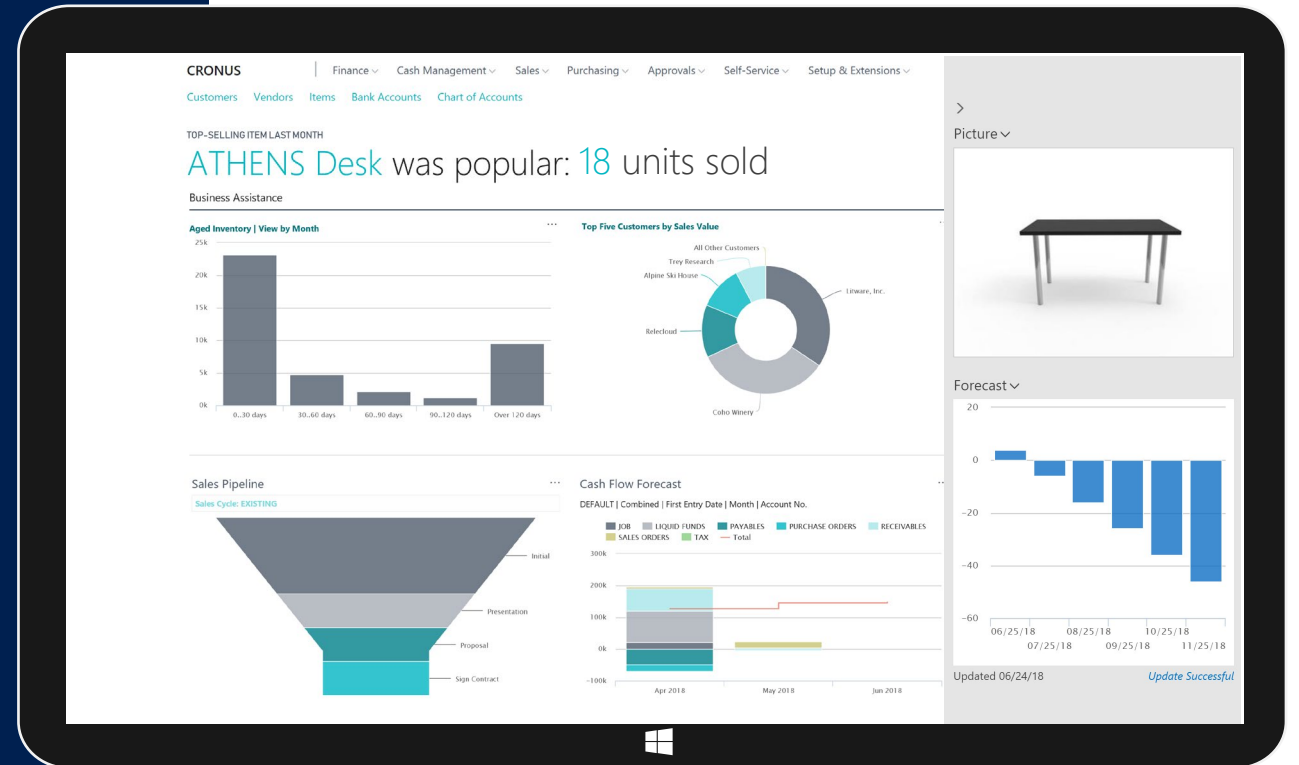 CRONUS
Finance Cash Management Sales Purchasing Approvals Self-Service Setup & Extensions
Customers Vendors Items Bank Accounts Chart of Accounts
TOP-SELLING ITEM LAST MONTH
ATHENS Desk was popular: 18 units sold
Business Assistance
Aged Inventory | View by Month
25k
20k
15k
10k
5k
0k
0..30 days 30..60 days 60..90 days 90..120 days Over 120 days
Top Five Customers by Sales Value
All Other Customers
Trey Research
Alpine Ski House
Litware, Inc.
Relecloud
Coho Winery
Sales Pipeline
Sales Cycle: EXISTING
Initial
Presentation
Proposal
Sign Contract
Cash Flow Forecast
DEFAULT | Combined | First Entry Date | Month | Account No.
JOB LIQUID FUNDS PAYABLES PURCHASE ORDERS RECEIVABLES
SALES ORDERS TAX Total
300k
200k
100k
0k
-100k
Apr 2018 May 2018 Jun 2018
Picture
Forecast
20
0
-20
-40
-60
06/25/18 08/25/18 10/25/18
07/25/18 09/25/18 11/25/18
Updated 06/24/18 Update Successful